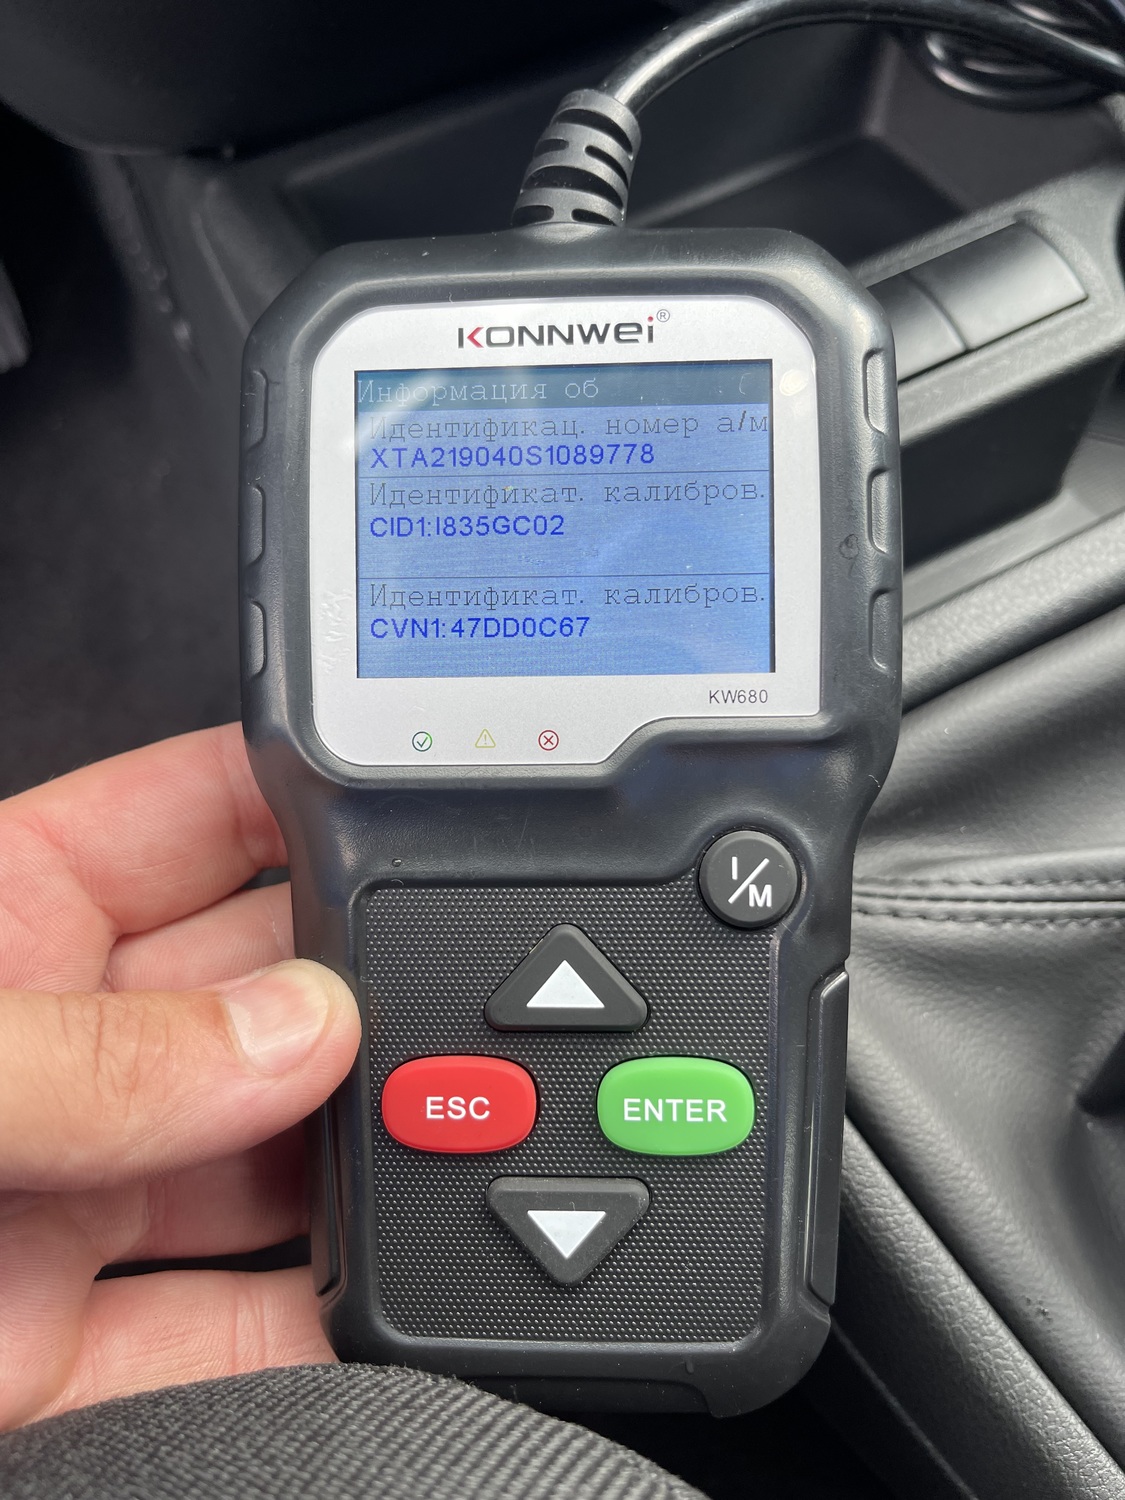 KONNWEI®
Информация об
Идентификац. номер а/м
XTA219040S1089778
Идентификат. калибров.
CID1:I835GC02
Идентификат. калибров.
CVN1:47DD0C67
KW680
I/M
ESC
ENTER